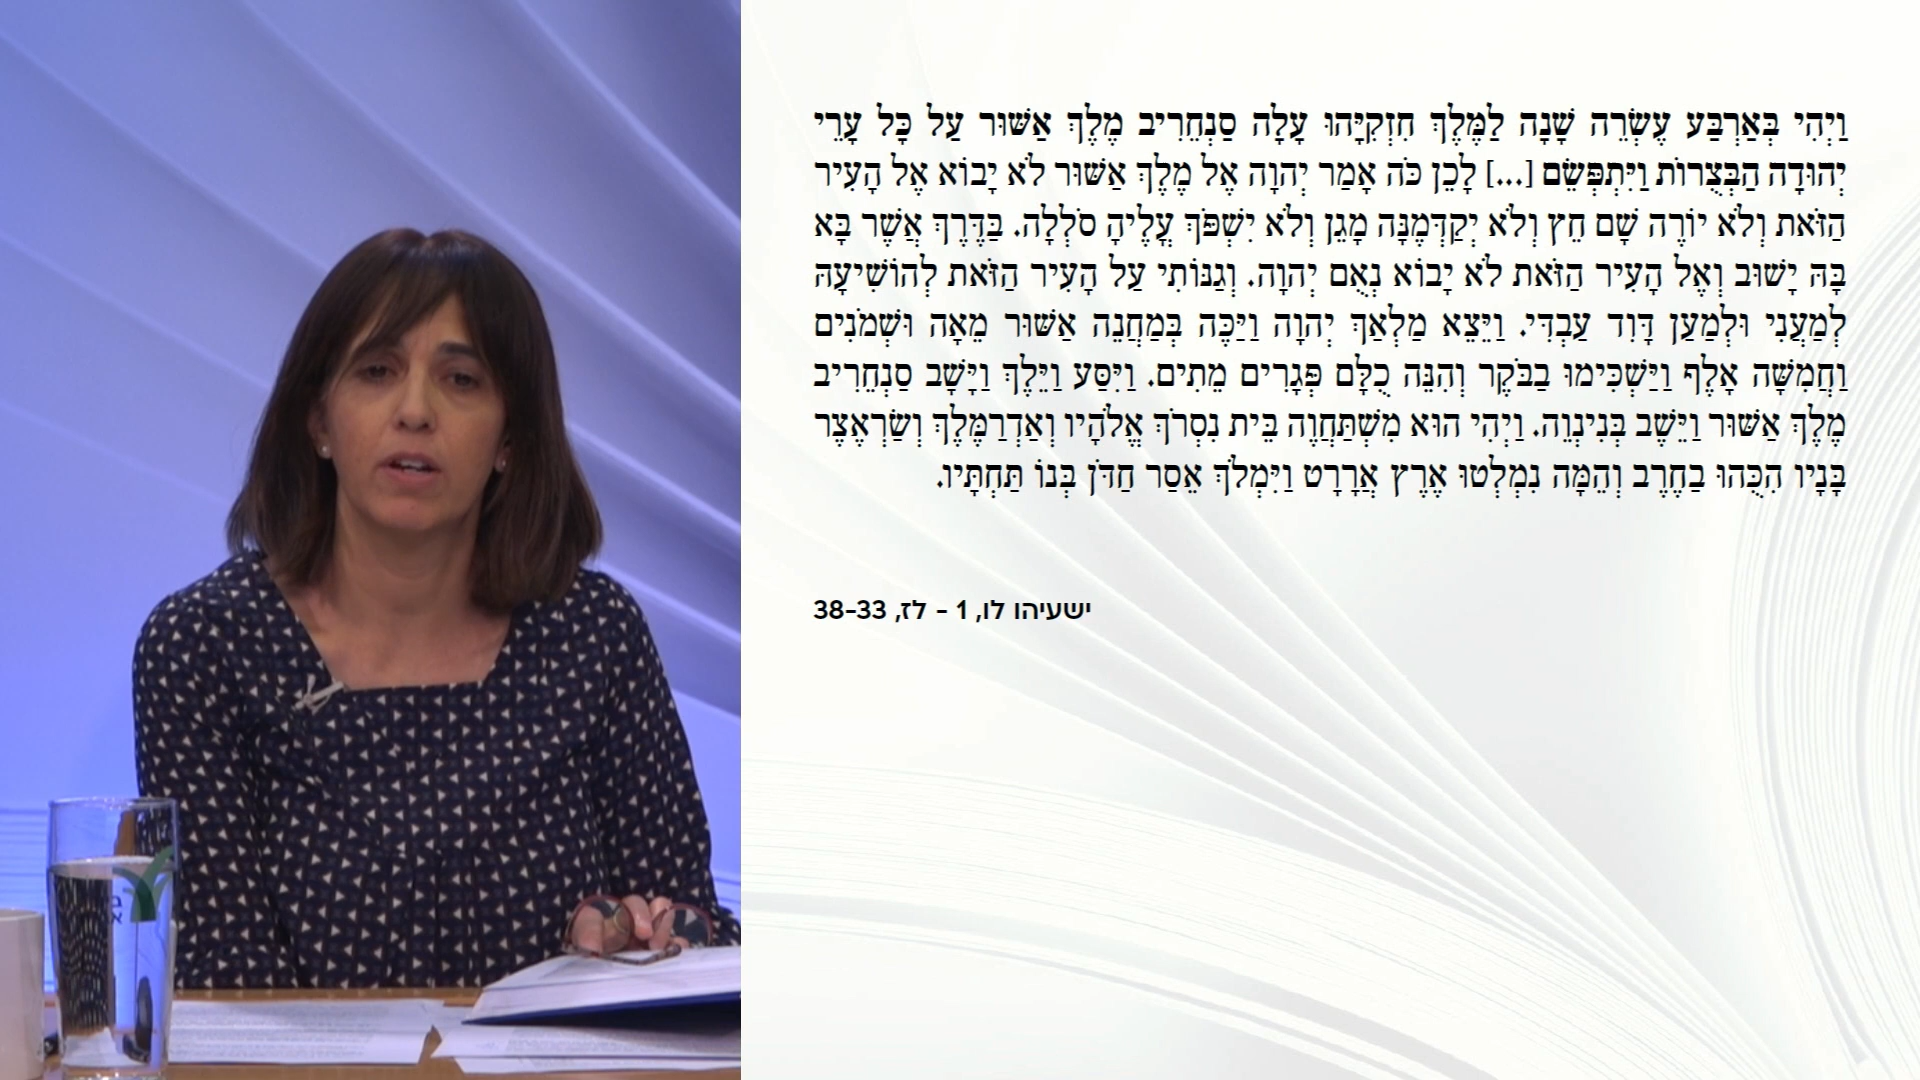 וַיְהִי בְּאַרְבַּע עֶשְׂרֵה שָׁנָה לַמֶּלֶךְ חִזְקִיָּהוּ עָלָה סַנְחֵרִיב מֶלֶךְ אַשּׁוּר עַל כָּל עָרֵי
יְהוּדָה הַבְּצֻרוֹת וַיִּתְפְּשֵׂם [...] לָכֵן כֹּה אָמַר יְהוָה אֶל מֶלֶךְ אַשּׁוּר לֹא יָבוֹא אֶל הָעִיר
הַזֹּאת וְלֹא יוֹרֶה שָׁם חֵץ וְלֹא יְקַדְּמֶנָּה מָגֵן וְלֹא יִשְׁפֹּךְ עָלֶיהָ סֹלְלָה. בַּדֶּרֶךְ אֲשֶׁר בָּא
בָּהּ יָשׁוּב וְאֶל הָעִיר הַזֹּאת לֹא יָבוֹא נְאֻם יְהוָה. וְגַנּוֹתִי עַל הָעִיר הַזֹּאת לְהוֹשִׁיעָהּ
לְמַעֲנִי וּלְמַעַן דָּוִד עַבְדִּי. וַיֵּצֵא מַלְאַךְ יְהוָה וַיַּכֶּה בְּמַחֲנֵה אַשּׁוּר מֵאָה וּשְׁמֹנִים
וַחֲמִשָּׁה אָלֶף וַיַּשְׁכִּימוּ בַבֹּקֶר וְהִנֵּה כֻלָּם פְּגָרִים מֵתִים. וַיִּסַּע וַיֵּלֶךְ וַיָּשָׁב סַנְחֵרִיב
מֶלֶךְ אַשּׁוּר וַיֵּשֶׁב בְּנִינְוֵה. וַיְהִי הוּא מִשְׁתַּחֲוֶה בֵּית נִסְרֹךְ אֱלֹהָיו וְאַדְרַמֶּלֶךְ וְשַׂרְאֶצֶר
בָּנָיו הִכֻּהוּ בַחֶרֶב וְהֵמָּה נִמְלְטוּ אֶרֶץ אֲרָרָט וַיִּמְלֹךְ אֵסַר חַדֹּן בְּנוֹ תַּחְתָּיו.
ישעיהו לו, 1 – לז, 33–38